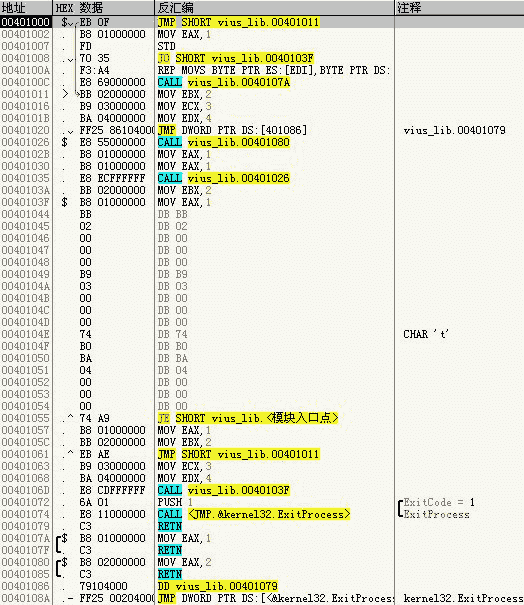 地址 HEX 数据 反汇编 注释
00401000 $ EB 0F JMP SHORT vius_lib.00401011
00401002 . B8 01000000 MOV EAX,1
00401007 . FD STD
00401008 . 70 35 JO SHORT vius_lib.0040103F
0040100A . F3:A4 REP MOVS BYTE PTR ES:[EDI],BYTE PTR DS:
0040100C . E8 69000000 CALL vius_lib.0040107A
00401011 > BB 02000000 MOV EBX,2
00401016 . B9 03000000 MOV ECX,3
0040101B . BA 04000000 MOV EDX,4
00401020 . FF25 86104000 JMP DWORD PTR DS:[401086] vius_lib.00401079
00401026 $ E8 55000000 CALL vius_lib.00401080
0040102B . B8 01000000 MOV EAX,1
00401030 . B8 01000000 MOV EAX,1
00401035 . E8 ECFFFFFF CALL vius_lib.00401026
0040103A . BB 02000000 MOV EBX,2
0040103F $ B8 01000000 MOV EAX,1
00401044 BB DB BB
00401045 02 DB 02
00401046 00 DB 00
00401047 00 DB 00
00401048 00 DB 00
00401049 B9 DB B9
0040104A 03 DB 03
0040104B 00 DB 00
0040104C 00 DB 00
0040104D 00 DB 00
0040104E 74 DB 74 CHAR 't'
0040104F B0 DB B0
00401050 BA DB BA
00401051 04 DB 04
00401052 00 DB 00
00401053 00 DB 00
00401054 00 DB 00
00401055 .^ 74 A9 JE SHORT vius_lib.<模块入口点>
00401057 . B8 01000000 MOV EAX,1
0040105C . BB 02000000 MOV EBX,2
00401061 .^ EB AE JMP SHORT vius_lib.00401011
00401063 . B9 03000000 MOV ECX,3
00401068 . BA 04000000 MOV EDX,4
0040106D . E8 CDFFFFFF CALL vius_lib.0040103F
00401072 . 6A 01 PUSH 1 ExitCode = 1
00401074 . E8 11000000 CALL <JMP.&kernel32.ExitProcess> ExitProcess
00401079 . C3 RETN
0040107A $ B8 01000000 MOV EAX,1
0040107F . C3 RETN
00401080 $ B8 02000000 MOV EAX,2
00401085 . C3 RETN
00401086 . 79104000 DD vius_lib.00401079
0040108A .- FF25 00204000 JMP DWORD PTR DS:[<&kernel32.ExitProces kernel32.ExitProcess